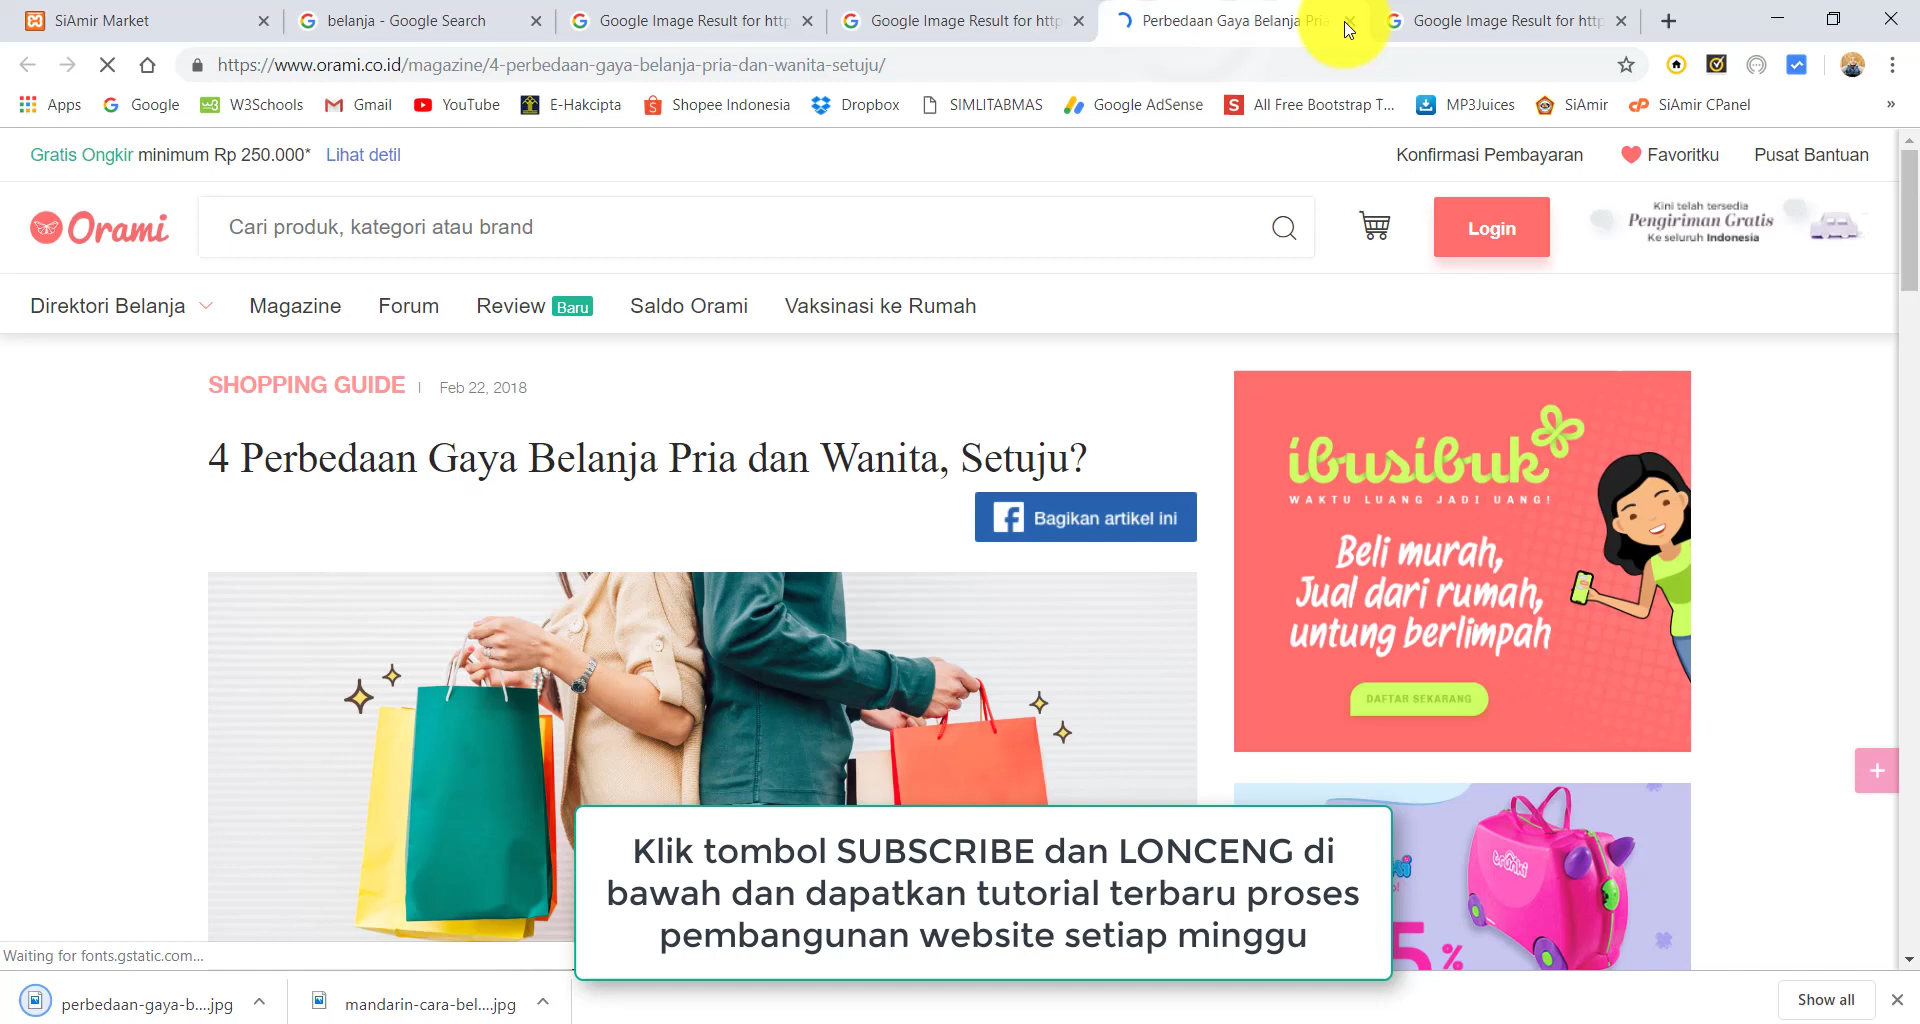 SiAmir Market
belanja - Google Search
Google Image Result for http
Google Image Result for http
Perbedaan Gaya Belanja Pria
Google Image Result for http
https://www.orami.co.id/magazine/4-perbedaan-gaya-belanja-pria-dan-wanita-setuju/
Apps Google W3Schools Gmail YouTube E-Hakcipta Shopee Indonesia Dropbox SIMLITABMAS Google AdSense All Free Bootstrap T... MP3Juices SiAmir SiAmir CPanel »
Gratis Ongkir minimum Rp 250.000* Lihat detil
Konfirmasi Pembayaran Favoritku Pusat Bantuan
Orami
Cari produk, kategori atau brand
Login
Kini telah tersedia
Pengiriman Gratis
Ke seluruh Indonesia
Direktori Belanja Magazine Forum Review Baru Saldo Orami Vaksinasi ke Rumah
SHOPPING GUIDE | Feb 22, 2018
4 Perbedaan Gaya Belanja Pria dan Wanita, Setuju?
Bagikan artikel ini
ibusibuk
WAKTU LUANG JADI UANG!
Beli murah,
Jual dari rumah,
untung berlimpah
DAFTAR SEKARANG
trunki
5%
+
Klik tombol SUBSCRIBE dan LONCENG di
bawah dan dapatkan tutorial terbaru proses
pembangunan website setiap minggu
Waiting for fonts.gstatic.com...
perbedaan-gaya-b....jpg
mandarin-cara-bel....jpg
Show all